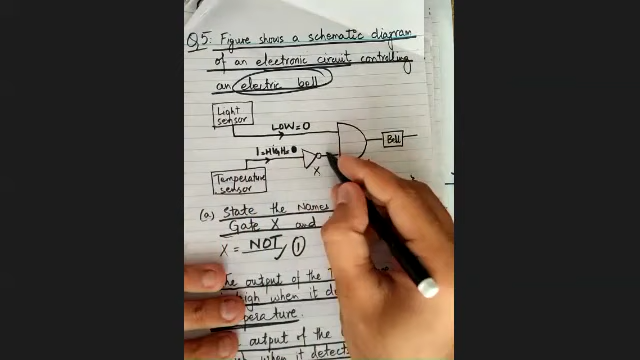 Q5: Figure shows a schematic diagram
of an electronic circuit controlling
an electric bell
Light
sensor
LOW=0
Bell
1=HIGH=0
X
Temperature
sensor
(a) State the Names
Gate X and
X = NOT, ①
The output of the
high when it
temperature.
output of the
when it detect